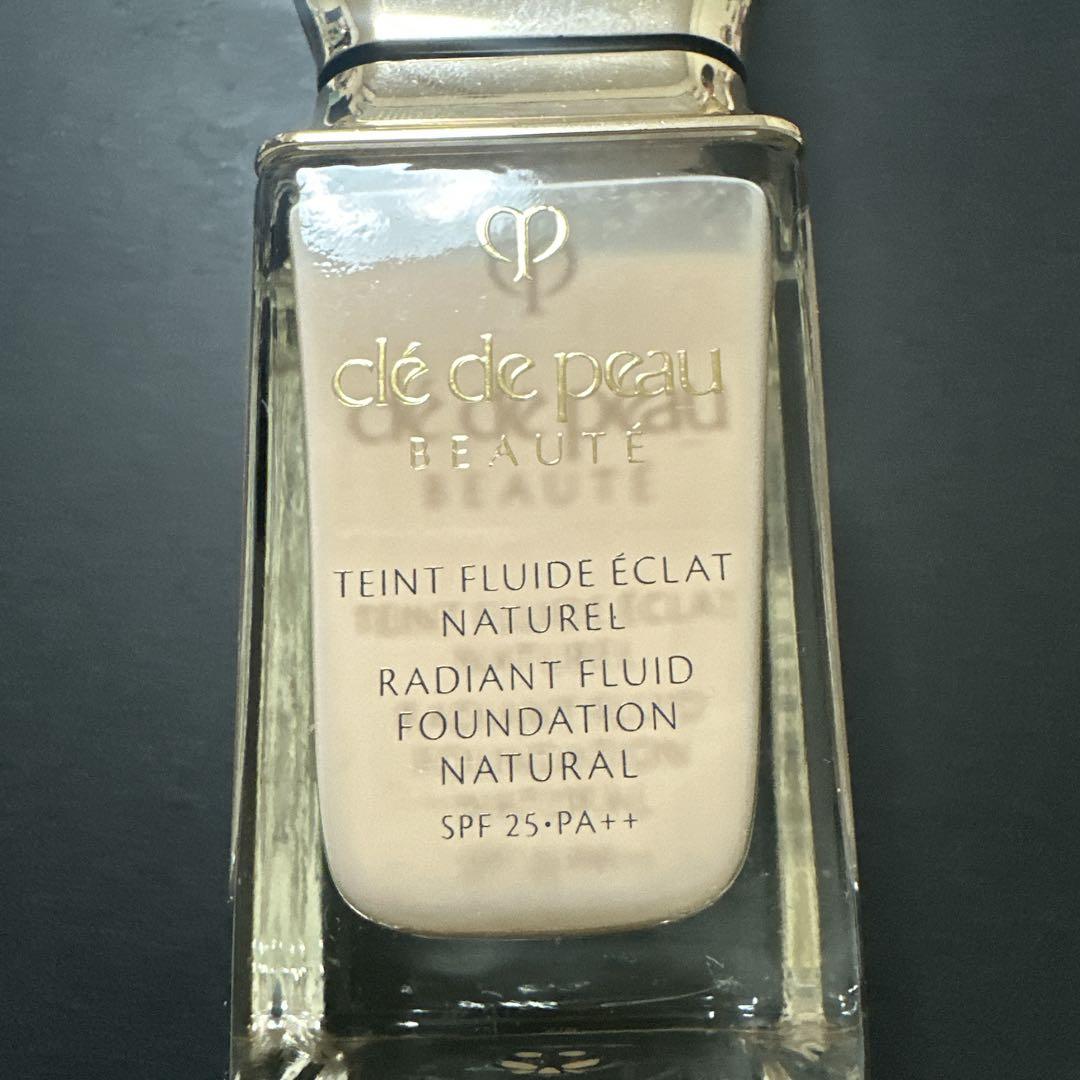 clé de peau
BEAUTÉ
TEINT FLUIDE ÉCLAT
NATUREL
RADIANT FLUID
FOUNDATION
NATURAL
SPF 25•PA++